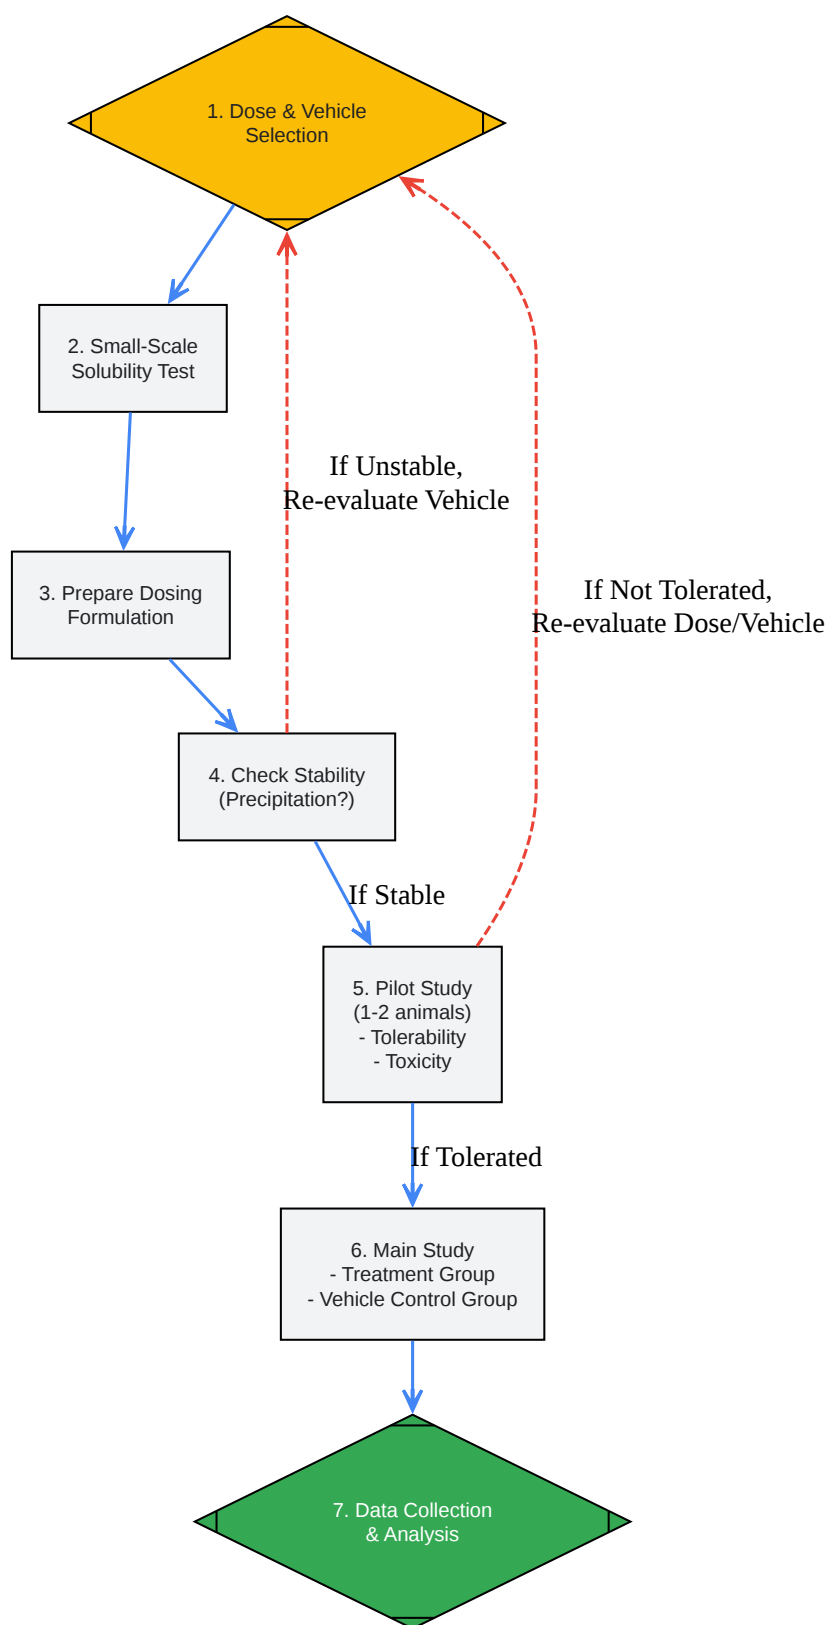 1. Dose & Vehicle
Selection
2. Small-Scale
Solubility Test
If Unstable,
Re-evaluate Vehicle
3. Prepare Dosing
Formulation
If Not Tolerated,
Re-evaluate Dose/Vehicle
4. Check Stability
(Precipitation?)
If Stable
5. Pilot Study
(1-2 animals)
- Tolerability
- Toxicity
If Tolerated
6. Main Study
- Treatment Group
- Vehicle Control Group
7. Data Collection
& Analysis